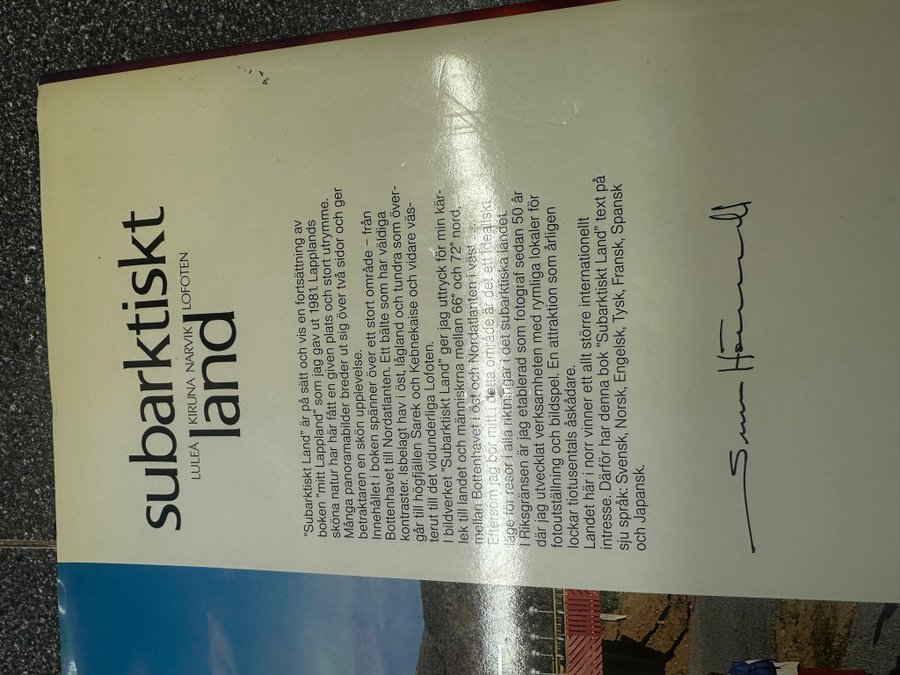 subarktiskt
LULEÅ KIRUNA NARVIK LOFOTEN
land
"Subarktiskt Land" är på sätt och vis en fortsättning av
boken "mitt Lappland" som jag gav ut 1981. Lapplands
sköna natur har här fått en given plats och stort utrymme.
Många panoramabilder breder ut sig över två sidor och ger
betraktaren en skön upplevelse.
Innehållet i boken spänner över ett stort område – från
Bottenhavet till Nordatlanten. Ett bälte som har väldiga
kontraster. Isbelagt hav i öst, lågland och tundra som över-
går till högfjällen Sarek och Kebnekaise och vidare väs-
terut till det vidunderliga Lofoten.
I bildverket "Subarktiskt Land" ger jag uttryck för min kär-
lek till landet och människorna mellan 66° och 72° nord,
mellan Bottenhavet i öst och Nordatlanten i väst.
Eftersom jag bor mitt i detta område är det ett idealiskt
läge för resor i alla riktningar i det subarktiska landet.
I Riksgränsen är jag etablerad som fotograf sedan 50 år
där jag utvecklat verksamheten med rymliga lokaler för
fotoutställning och bildspel. En attraktion som årligen
lockar tiotusentals åskådare.
Landet här i norr vinner ett allt större internationellt
intresse. Därför har denna bok "Subarktiskt Land" text på
sju språk: Svenska, Norsk, Engelsk, Tysk, Fransk, Spansk
och Japansk.